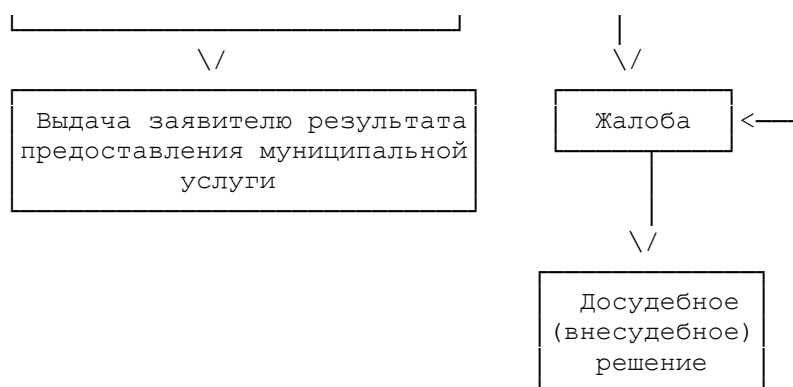 Выдача заявителю результата
предоставления муниципальной
услуги
Жалоба
Досудебное
(внесудебное)
решение